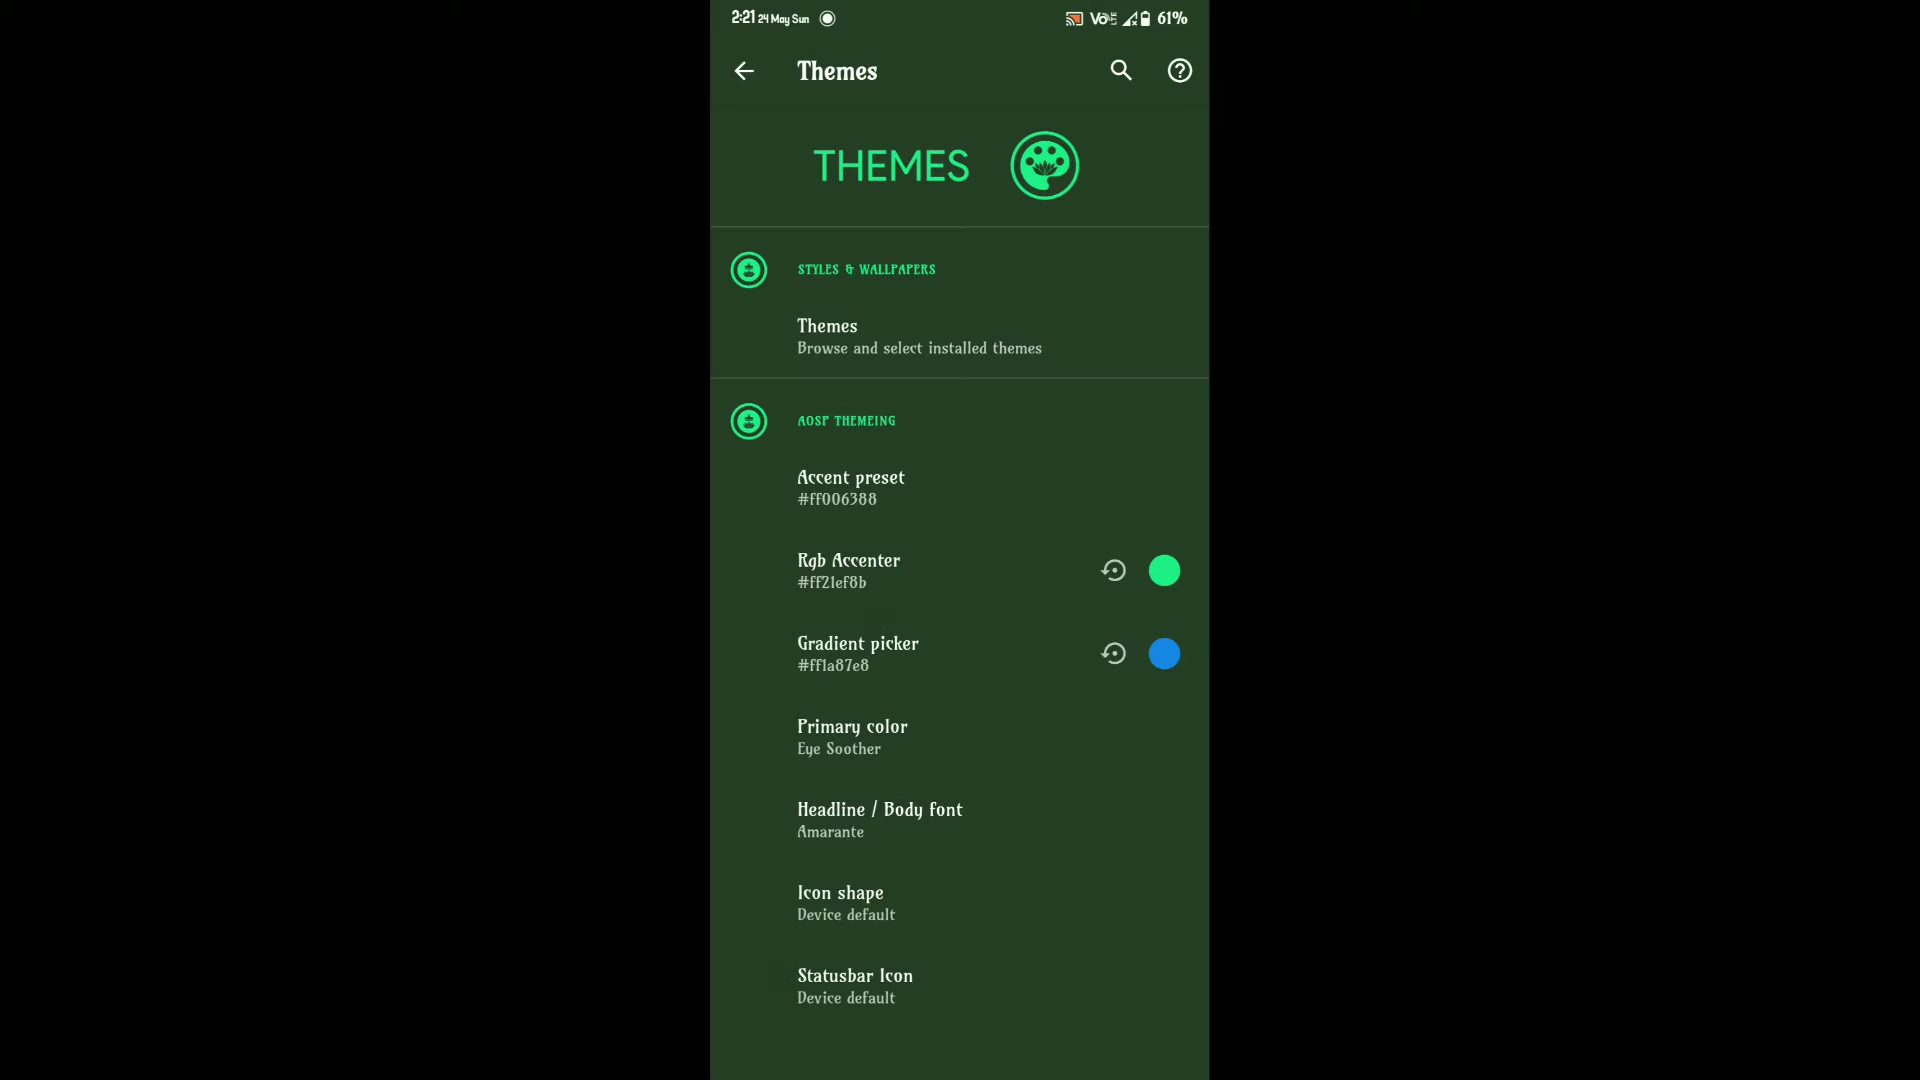 2:21 24 May Sun
Vo LTE 61%
Themes
THEMES
STYLES & WALLPAPERS
Themes
Browse and select installed themes
AOSP THEMEING
Accent preset
#ff006388
Rgb Accenter
#ff21ef8b
Gradient picker
#ff1a87e8
Primary color
Eye Soother
Headline / Body font
Amarante
Icon shape
Device default
Statusbar Icon
Device default